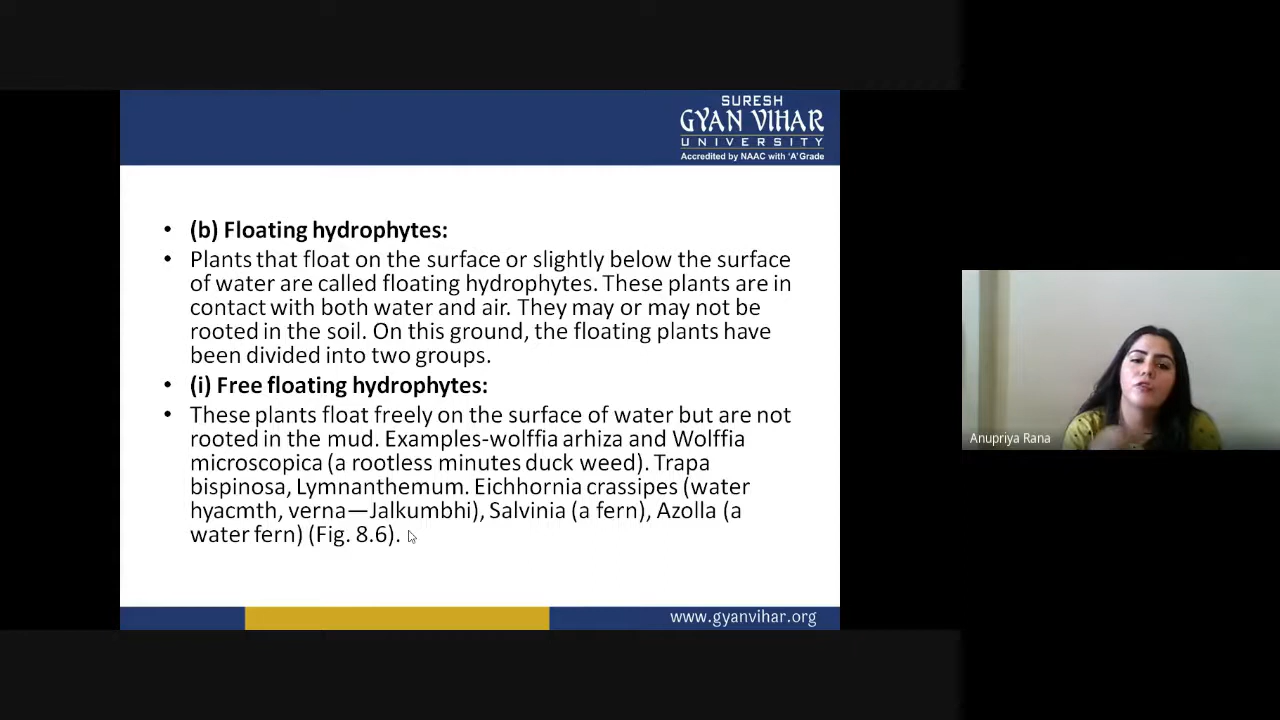 SURESH
GYAN VIHAR
UNIVERSITY
Accredited by NAAC with 'A' Grade
• (b) Floating hydrophytes:
• Plants that float on the surface or slightly below the surface
of water are called floating hydrophytes. These plants are in
contact with both water and air. They may or may not be
rooted in the soil. On this ground, the floating plants have
been divided into two groups.
• (i) Free floating hydrophytes:
• These plants float freely on the surface of water but are not
rooted in the mud. Examples-wolffia arhiza and Wolffia
microscopica (a rootless minutes duck weed). Trapa
bispinosa, Lymnanthemum. Eichhornia crassipes (water
hyacmth, verna—Jalkumbhi), Salvinia (a fern), Azolla (a
water fern) (Fig. 8.6).
www.gyanvihar.org
Anupriya Rana